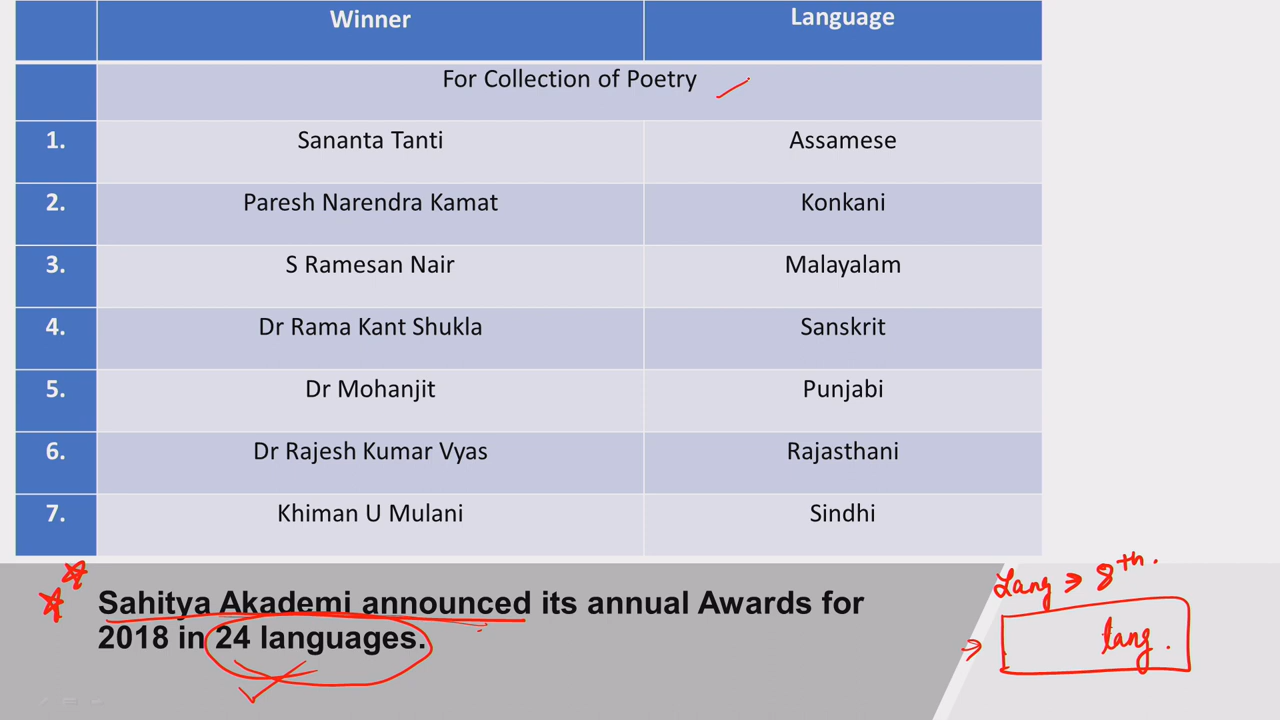 Winner Language
For Collection of Poetry
1. Sananta Tanti Assamese
2. Paresh Narendra Kamat Konkani
3. S Ramesan Nair Malayalam
4. Dr Rama Kant Shukla Sanskrit
5. Dr Mohanjit Punjabi
6. Dr Rajesh Kumar Vyas Rajasthani
7. Khiman U Mulani Sindhi
Sahitya Akademi announced its annual Awards for
2018 in 24 languages.
Lang → 8th.
lang.